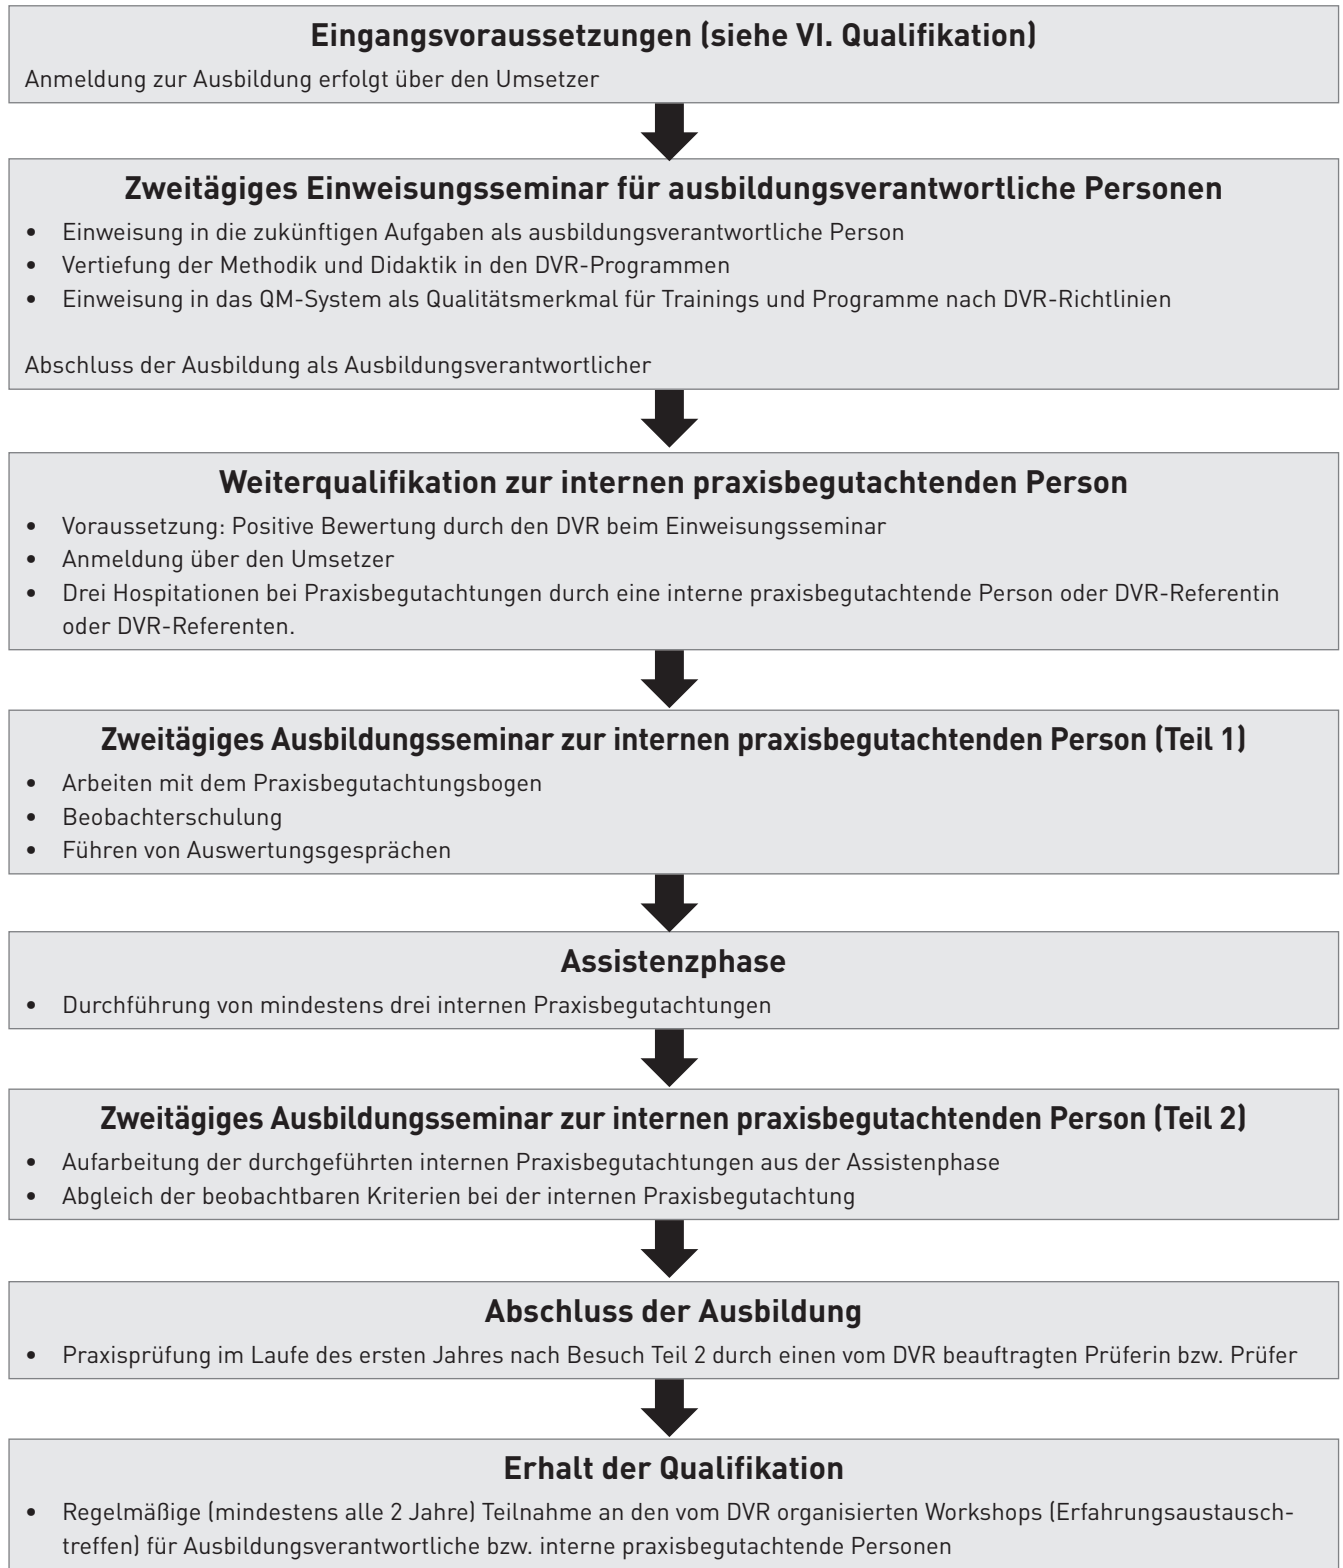 Eingangsvoraussetzungen (siehe VI. Qualifikation)
Anmeldung zur Ausbildung erfolgt über den Umsetzer
Zweitägiges Einweisungsseminar für ausbildungsverantwortliche Personen
• Einweisung in die zukünftigen Aufgaben als ausbildungsverantwortliche Person
• Vertiefung der Methodik und Didaktik in den DVR-Programmen
• Einweisung in das QM-System als Qualitätsmerkmal für Trainings und Programme nach DVR-Richtlinien
Abschluss der Ausbildung als Ausbildungsverantwortlicher
Weiterqualifikation zur internen praxisbegutachtenden Person
• Voraussetzung: Positive Bewertung durch den DVR beim Einweisungsseminar
• Anmeldung über den Umsetzer
• Drei Hospitationen bei Praxisbegutachtungen durch eine interne praxisbegutachtende Person oder DVR-Referentin
oder DVR-Referenten.
Zweitägiges Ausbildungsseminar zur internen praxisbegutachtenden Person (Teil 1)
• Arbeiten mit dem Praxisbegutachtungsbogen
• Beobachterschulung
• Führen von Auswertungsgesprächen
Assistenzphase
• Durchführung von mindestens drei internen Praxisbegutachtungen
Zweitägiges Ausbildungsseminar zur internen praxisbegutachtenden Person (Teil 2)
• Aufarbeitung der durchgeführten internen Praxisbegutachtungen aus der Assistenphase
• Abgleich der beobachtbaren Kriterien bei der internen Praxisbegutachtung
Abschluss der Ausbildung
• Praxisprüfung im Laufe des ersten Jahres nach Besuch Teil 2 durch einen vom DVR beauftragten Prüferin bzw. Prüfer
Erhalt der Qualifikation
• Regelmäßige (mindestens alle 2 Jahre) Teilnahme an den vom DVR organisierten Workshops (Erfahrungsaustausch-
treffen) für Ausbildungsverantwortliche bzw. interne praxisbegutachtende Personen